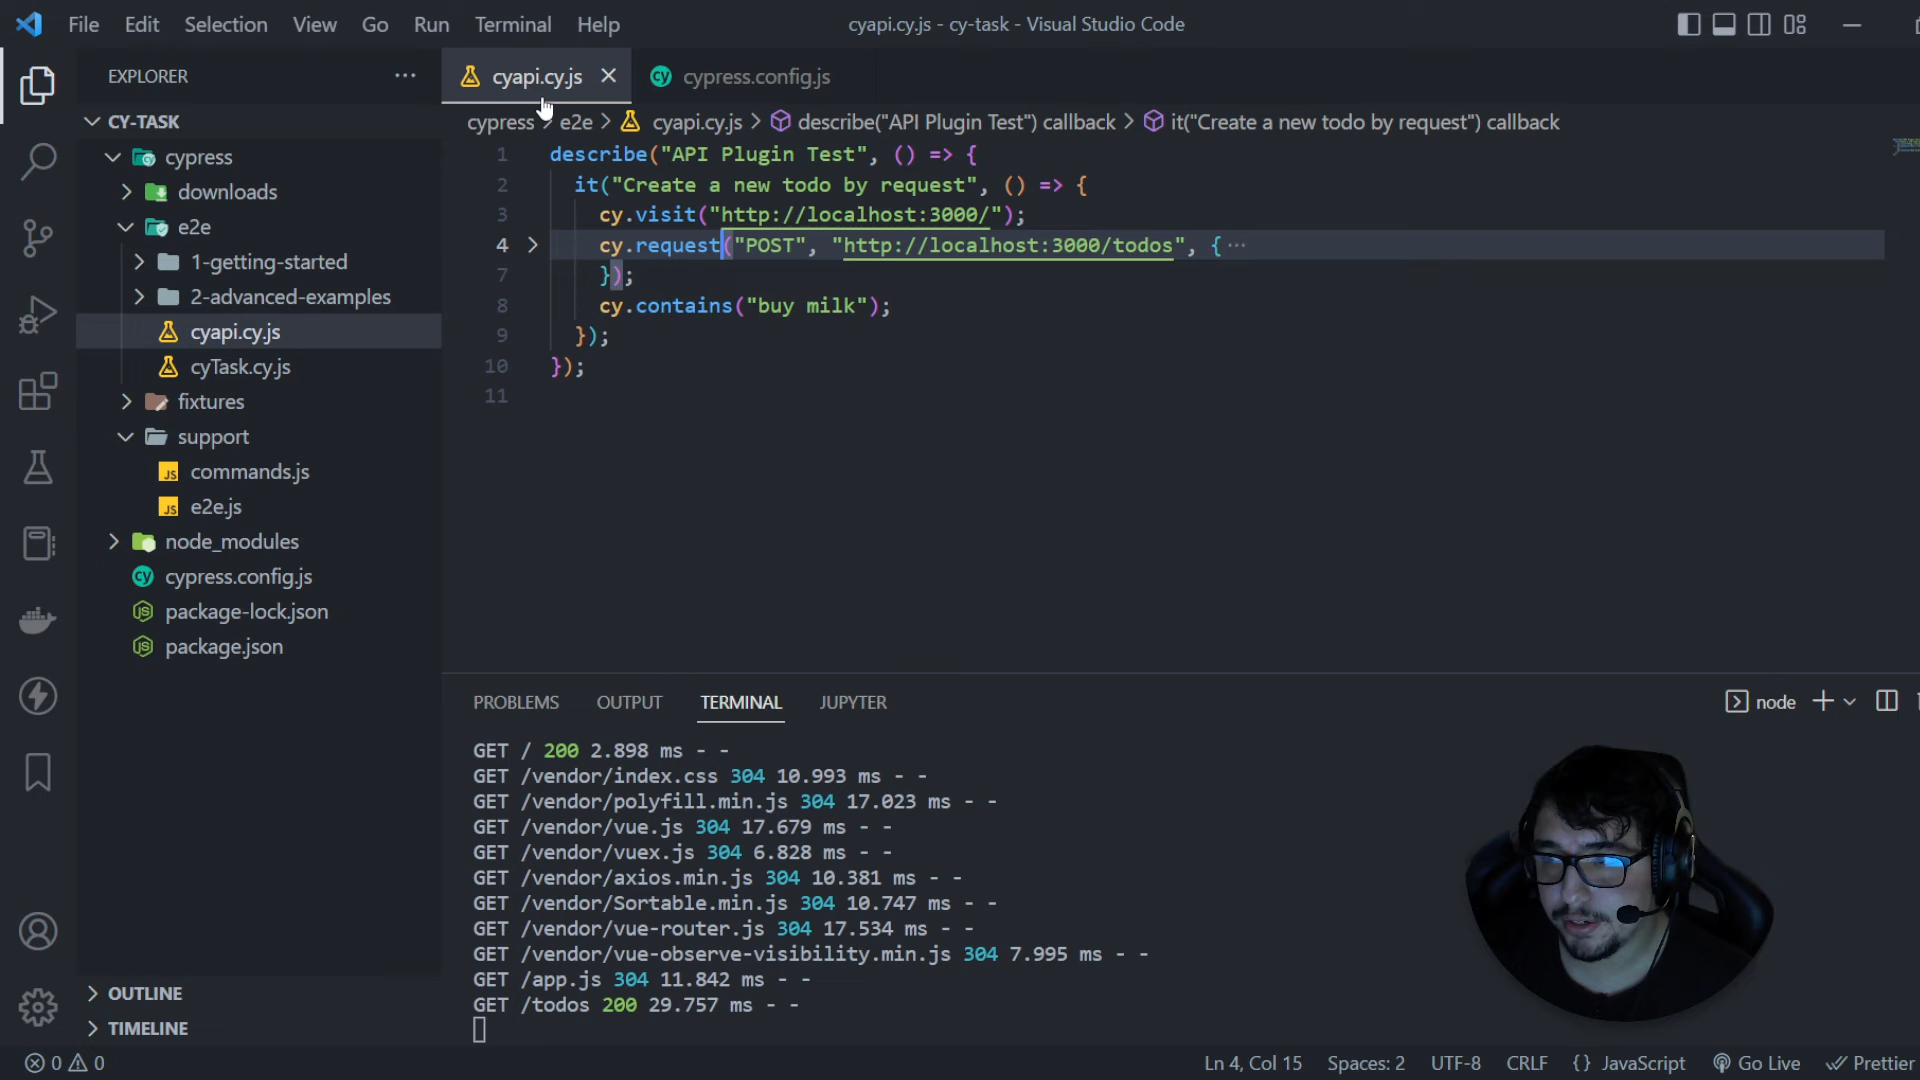 File Edit Selection View Go Run Terminal Help
cyapi.cy.js - cy-task - Visual Studio Code
EXPLORER
cyapi.cy.js
cypress.config.js
cypress > e2e > cyapi.cy.js > describe("API Plugin Test") callback > it("Create a new todo by request") callback
CY-TASK
cypress
downloads
e2e
1-getting-started
2-advanced-examples
cyapi.cy.js
cyTask.cy.js
fixtures
support
commands.js
e2e.js
node_modules
cypress.config.js
package-lock.json
package.json
OUTLINE
TIMELINE
1 describe("API Plugin Test", () => {
2 it("Create a new todo by request", () => {
3 cy.visit("http://localhost:3000/");
4 cy.request("POST", "http://localhost:3000/todos", {···
7 });
8 cy.contains("buy milk");
9 });
10 });
11
PROBLEMS OUTPUT TERMINAL JUPYTER
node
GET / 200 2.898 ms - -
GET /vendor/index.css 304 10.993 ms - -
GET /vendor/polyfill.min.js 304 17.023 ms - -
GET /vendor/vue.js 304 17.679 ms - -
GET /vendor/vuex.js 304 6.828 ms - -
GET /vendor/axios.min.js 304 10.381 ms - -
GET /vendor/Sortable.min.js 304 10.747 ms - -
GET /vendor/vue-router.js 304 17.534 ms - -
GET /vendor/vue-observe-visibility.min.js 304 7.995 ms - -
GET /app.js 304 11.842 ms - -
GET /todos 200 29.757 ms - -
0 0
Ln 4, Col 15 Spaces: 2 UTF-8 CRLF {} JavaScript Go Live Prettier